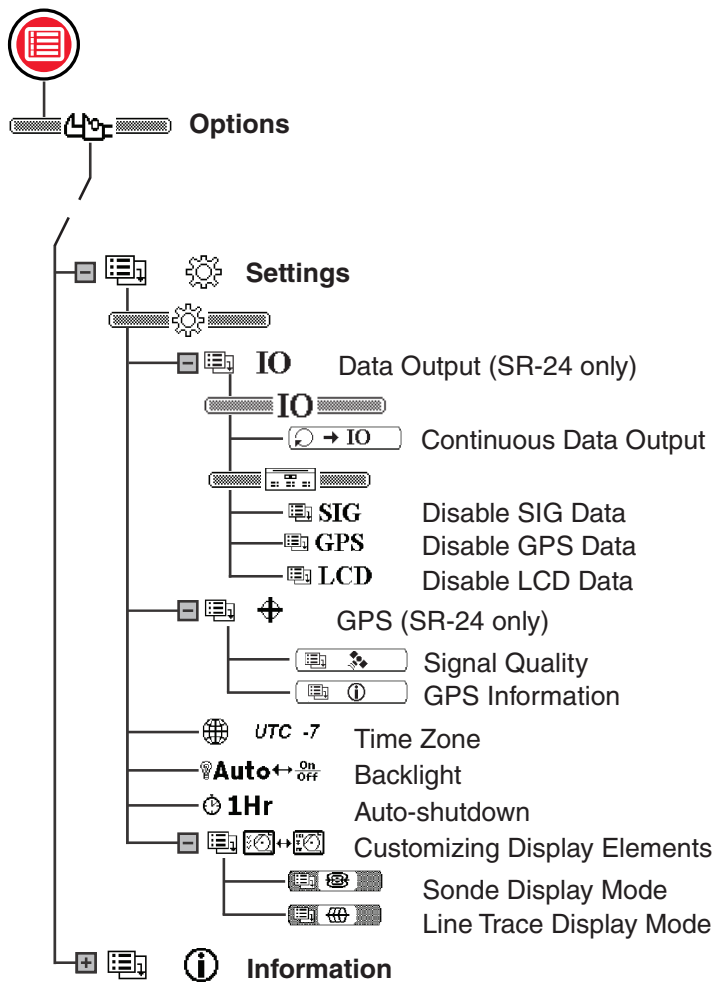 Options
Settings
IO Data Output (SR-24 only)
IO
→ IO Continuous Data Output
SIG Disable SIG Data
GPS Disable GPS Data
LCD Disable LCD Data
GPS (SR-24 only)
Signal Quality
GPS Information
UTC -7 Time Zone
Auto↔On/Off Backlight
1Hr Auto-shutdown
Customizing Display Elements
Sonde Display Mode
Line Trace Display Mode
Information